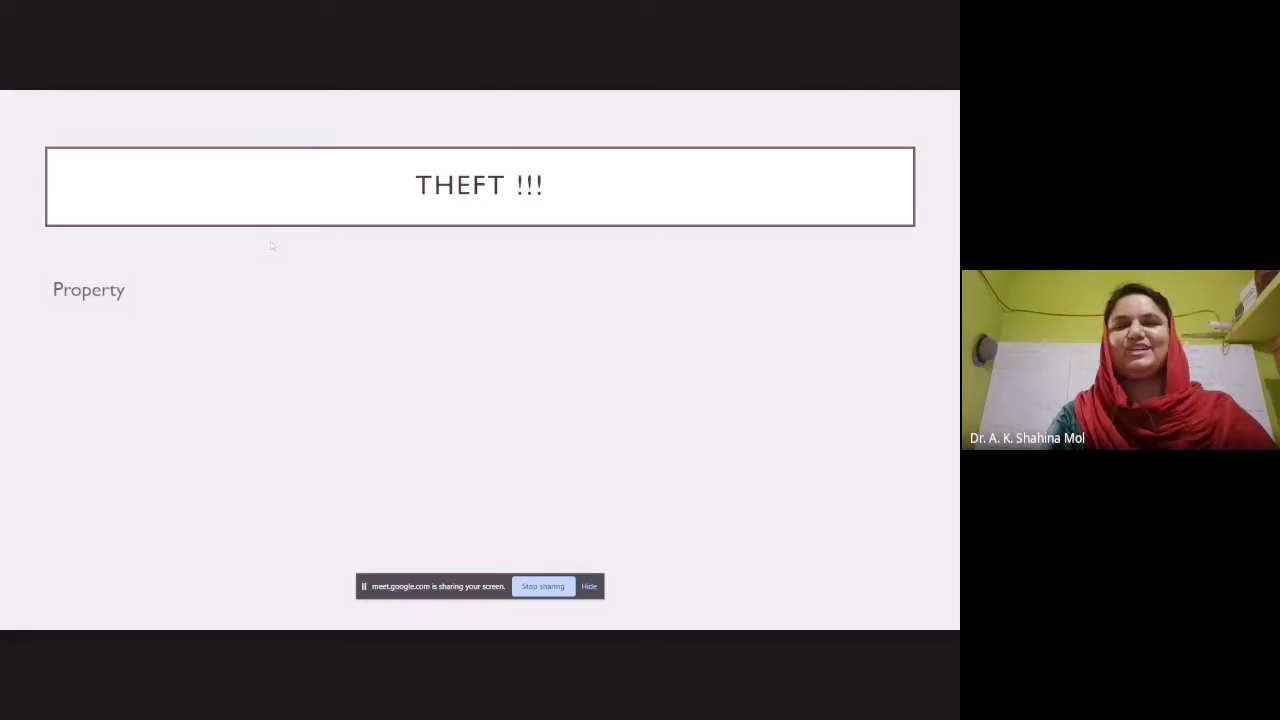 THEFT !!!
Property
meet.google.com is sharing your screen. Stop sharing Hide
Dr. A. K. Shahina Mol